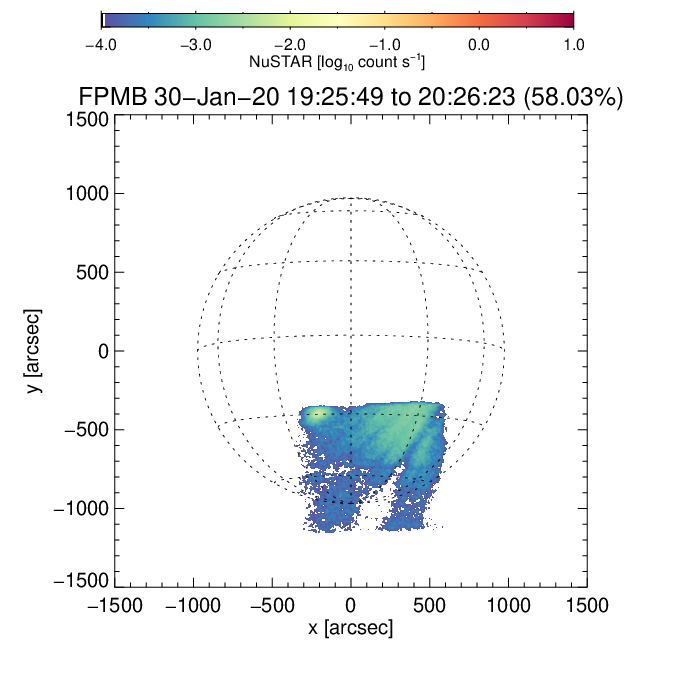 −4.0 −3.0 −2.0 −1.0 0.0 1.0
NuSTAR [log₁₀ count s⁻¹]
FPMB 30−Jan−20 19:25:49 to 20:26:23 (58.03%)
1500
1000
500
0
−500
−1000
−1500
y [arcsec]
−1500 −1000 −500 0 500 1000 1500
x [arcsec]